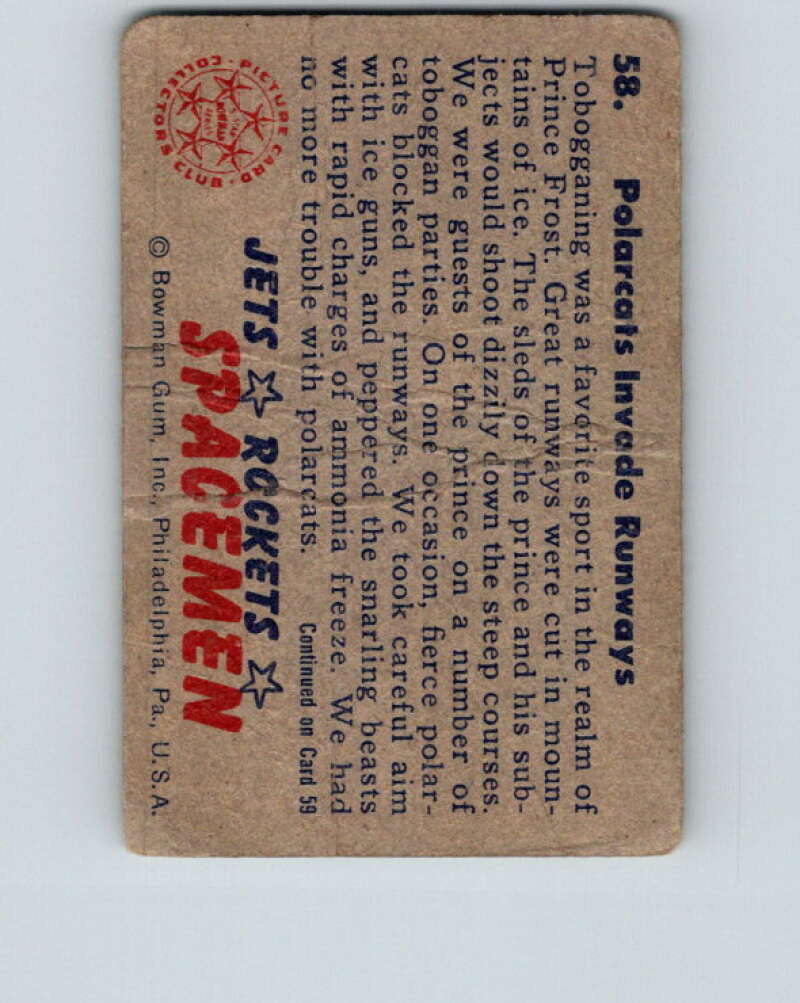 58. Polarcats Invade Runways
Tobogganing was a favorite sport in the realm of
Prince Frost. Great runways were cut in moun-
tains of ice. The sleds of the prince and his sub-
jects would shoot dizzily down the steep courses.
We were guests of the prince on a number of
toboggan parties. On one occasion, fierce polar-
cats blocked the runways. We took careful aim
with ice guns, and peppered the snarling beasts
with rapid charges of ammonia freeze. We had
no more trouble with polarcats.
Continued on Card 59
JETS ROCKETS
SPACEMEN
© Bowman Gum, Inc., Philadelphia, Pa., U.S.A.
PICTURE CARD COLLECTORS CLUB